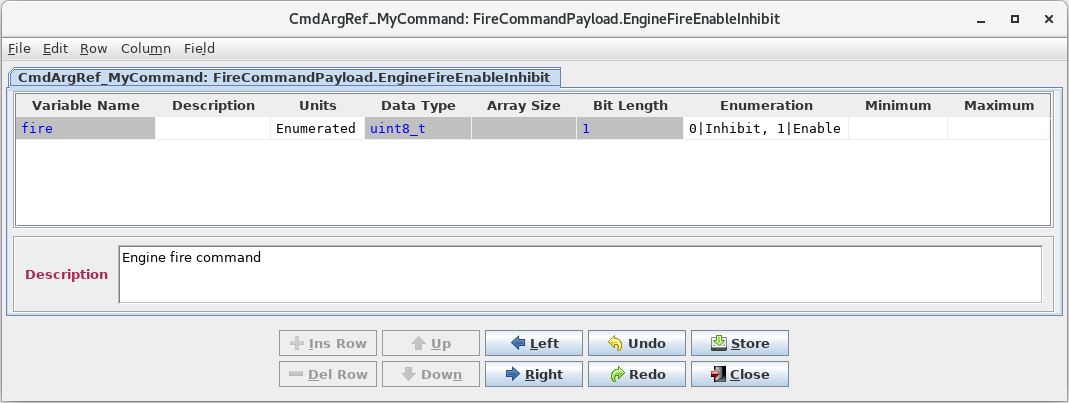 CmdArgRef_MyCommand: FireCommandPayload.EngineFireEnableInhibit
File Edit Row Column Field
CmdArgRef_MyCommand: FireCommandPayload.EngineFireEnableInhibit
Variable Name Description Units Data Type Array Size Bit Length Enumeration Minimum Maximum
fire Enumerated uint8_t 1 0|Inhibit, 1|Enable
Description Engine fire command
Ins Row Up Left Undo Store
Del Row Down Right Redo Close